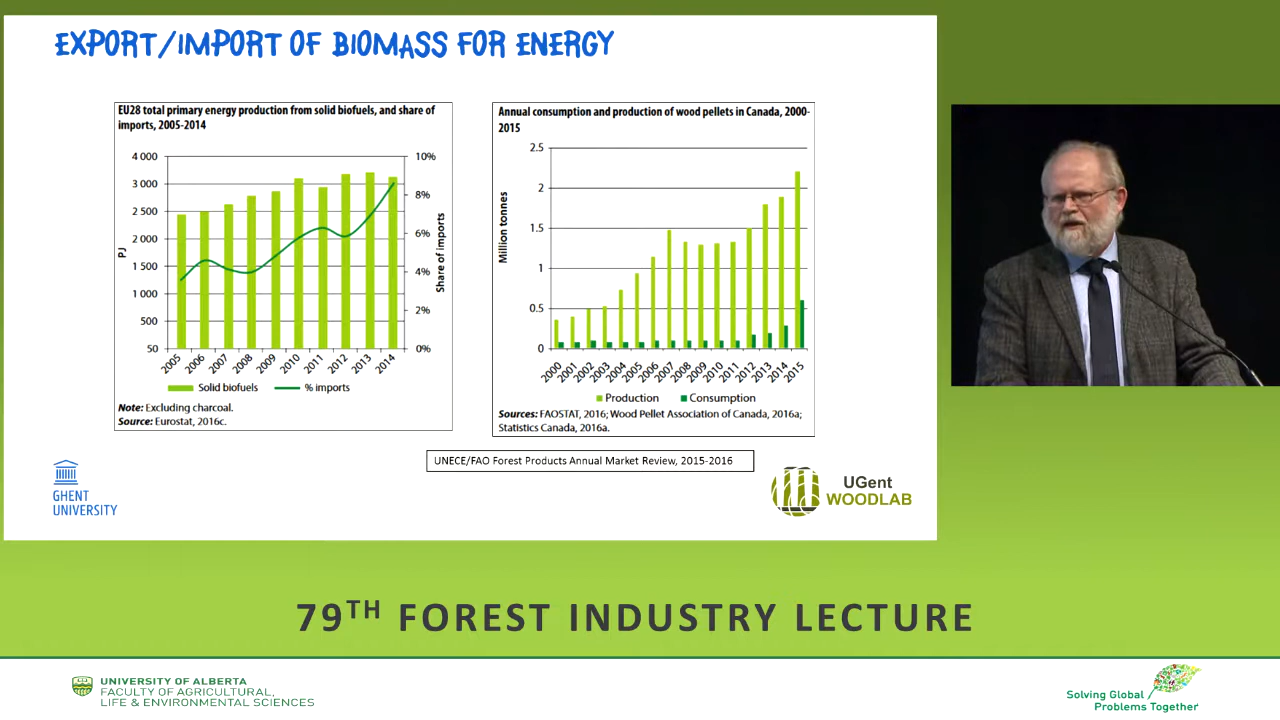 EXPORT/IMPORT OF BIOMASS FOR ENERGY
EU28 total primary energy production from solid biofuels, and share of
imports, 2005-2014
4 000
3 000
2 500
2 000
1 500
1 000
500
50
PJ
10%
8%
6%
4%
2%
0%
Share of imports
2005
2006
2007
2008
2009
2010
2011
2012
2013
2014
Solid biofuels
% imports
Note: Excluding charcoal.
Source: Eurostat, 2016c.
Annual consumption and production of wood pellets in Canada, 2000-
2015
2.5
2
1.5
1
0.5
0
Million tonnes
2000
2001
2002
2003
2004
2005
2006
2007
2008
2009
2010
2011
2012
2013
2014
2015
Production
Consumption
Sources: FAOSTAT, 2016; Wood Pellet Association of Canada, 2016a;
Statistics Canada, 2016a.
UNECE/FAO Forest Products Annual Market Review, 2015-2016
GHENT
UNIVERSITY
UGent
WOODLAB
79TH FOREST INDUSTRY LECTURE
UNIVERSITY OF ALBERTA
FACULTY OF AGRICULTURAL,
LIFE & ENVIRONMENTAL SCIENCES
Solving Global
Problems Together